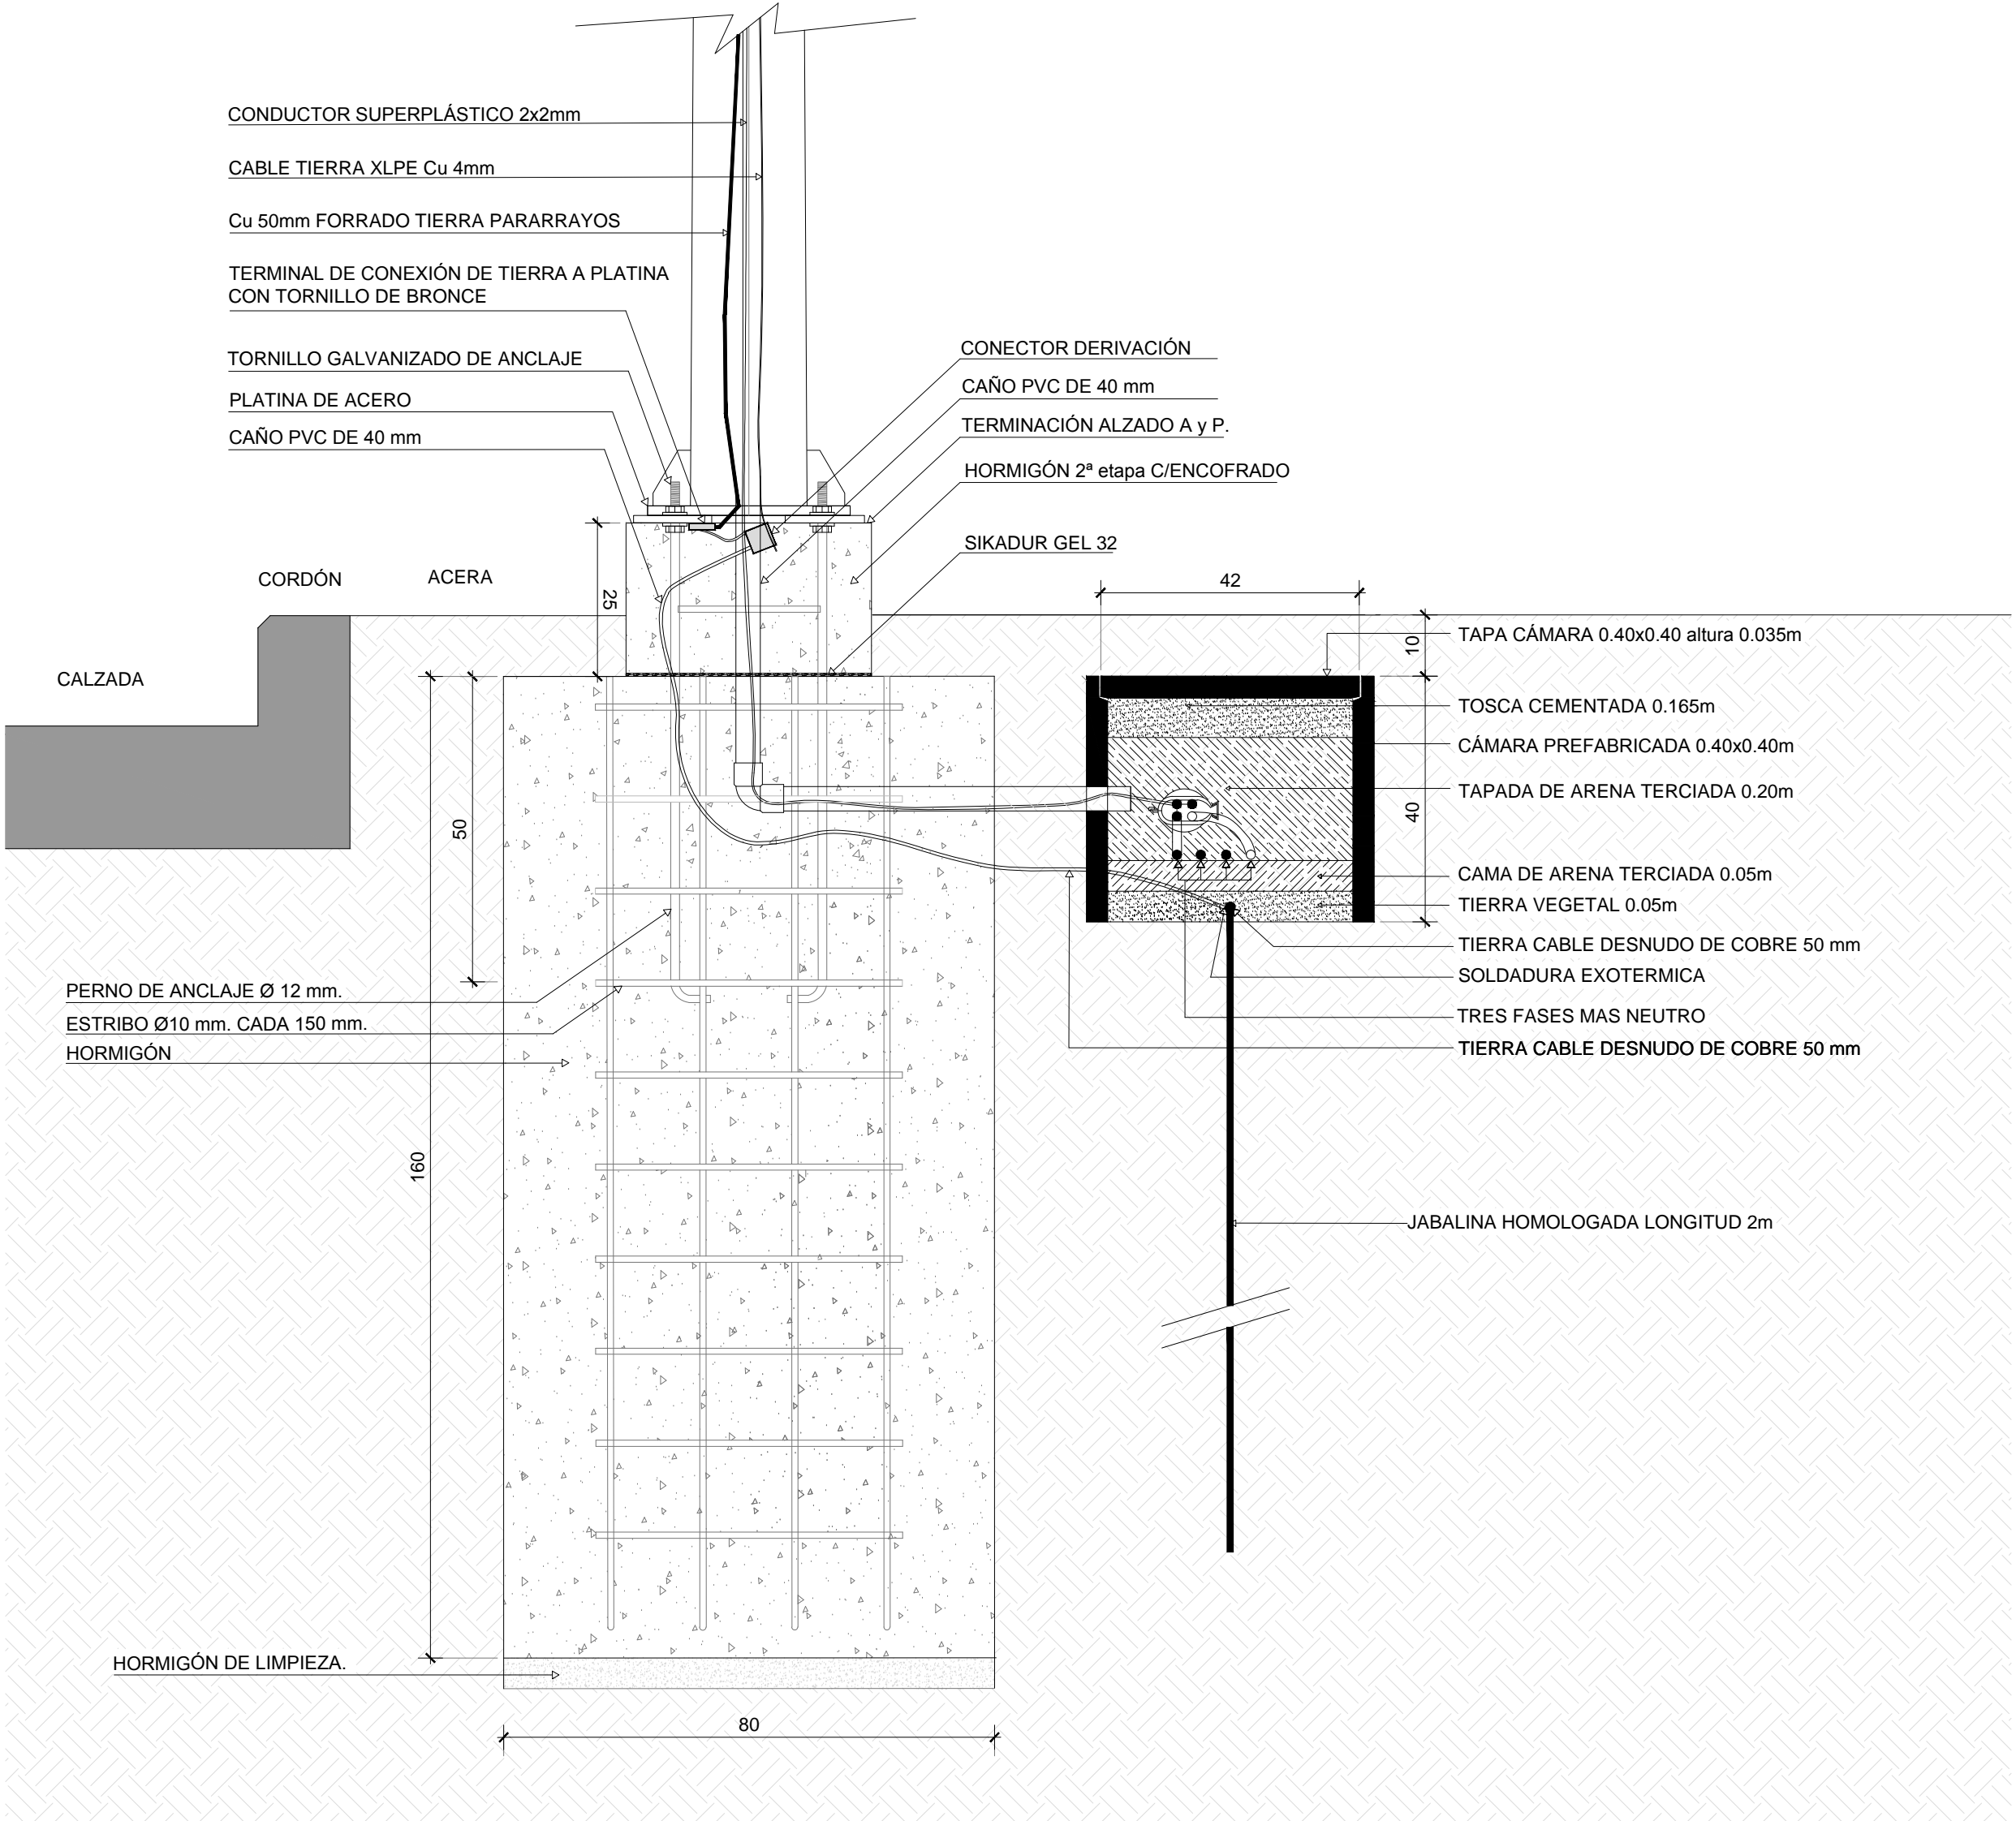 CONDUCTOR SUPERPLÁSTICO 2x2mm
CABLE TIERRA XLPE Cu 4mm
Cu 50mm FORRADO TIERRA PARARRAYOS
TERMINAL DE CONEXIÓN DE TIERRA A PLATINA
CON TORNILLO DE BRONCE
TORNILLO GALVANIZADO DE ANCLAJE
PLATINA DE ACERO
CAÑO PVC DE 40 mm
CONECTOR DERIVACIÓN
CAÑO PVC DE 40 mm
TERMINACIÓN ALZADO A y P.
HORMIGÓN 2ª etapa C/ENCOFRADO
SIKADUR GEL 32
CORDÓN
ACERA
CALZADA
25
42
10
TAPA CÁMARA 0.40x0.40 altura 0.035m
TOSCA CEMENTADA 0.165m
CÁMARA PREFABRICADA 0.40x0.40m
TAPADA DE ARENA TERCIADA 0.20m
40
CAMA DE ARENA TERCIADA 0.05m
TIERRA VEGETAL 0.05m
TIERRA CABLE DESNUDO DE COBRE 50 mm
SOLDADURA EXOTERMICA
TRES FASES MAS NEUTRO
TIERRA CABLE DESNUDO DE COBRE 50 mm
50
PERNO DE ANCLAJE Ø 12 mm.
ESTRIBO Ø10 mm. CADA 150 mm.
HORMIGÓN
160
JABALINA HOMOLOGADA LONGITUD 2m
HORMIGÓN DE LIMPIEZA.
80